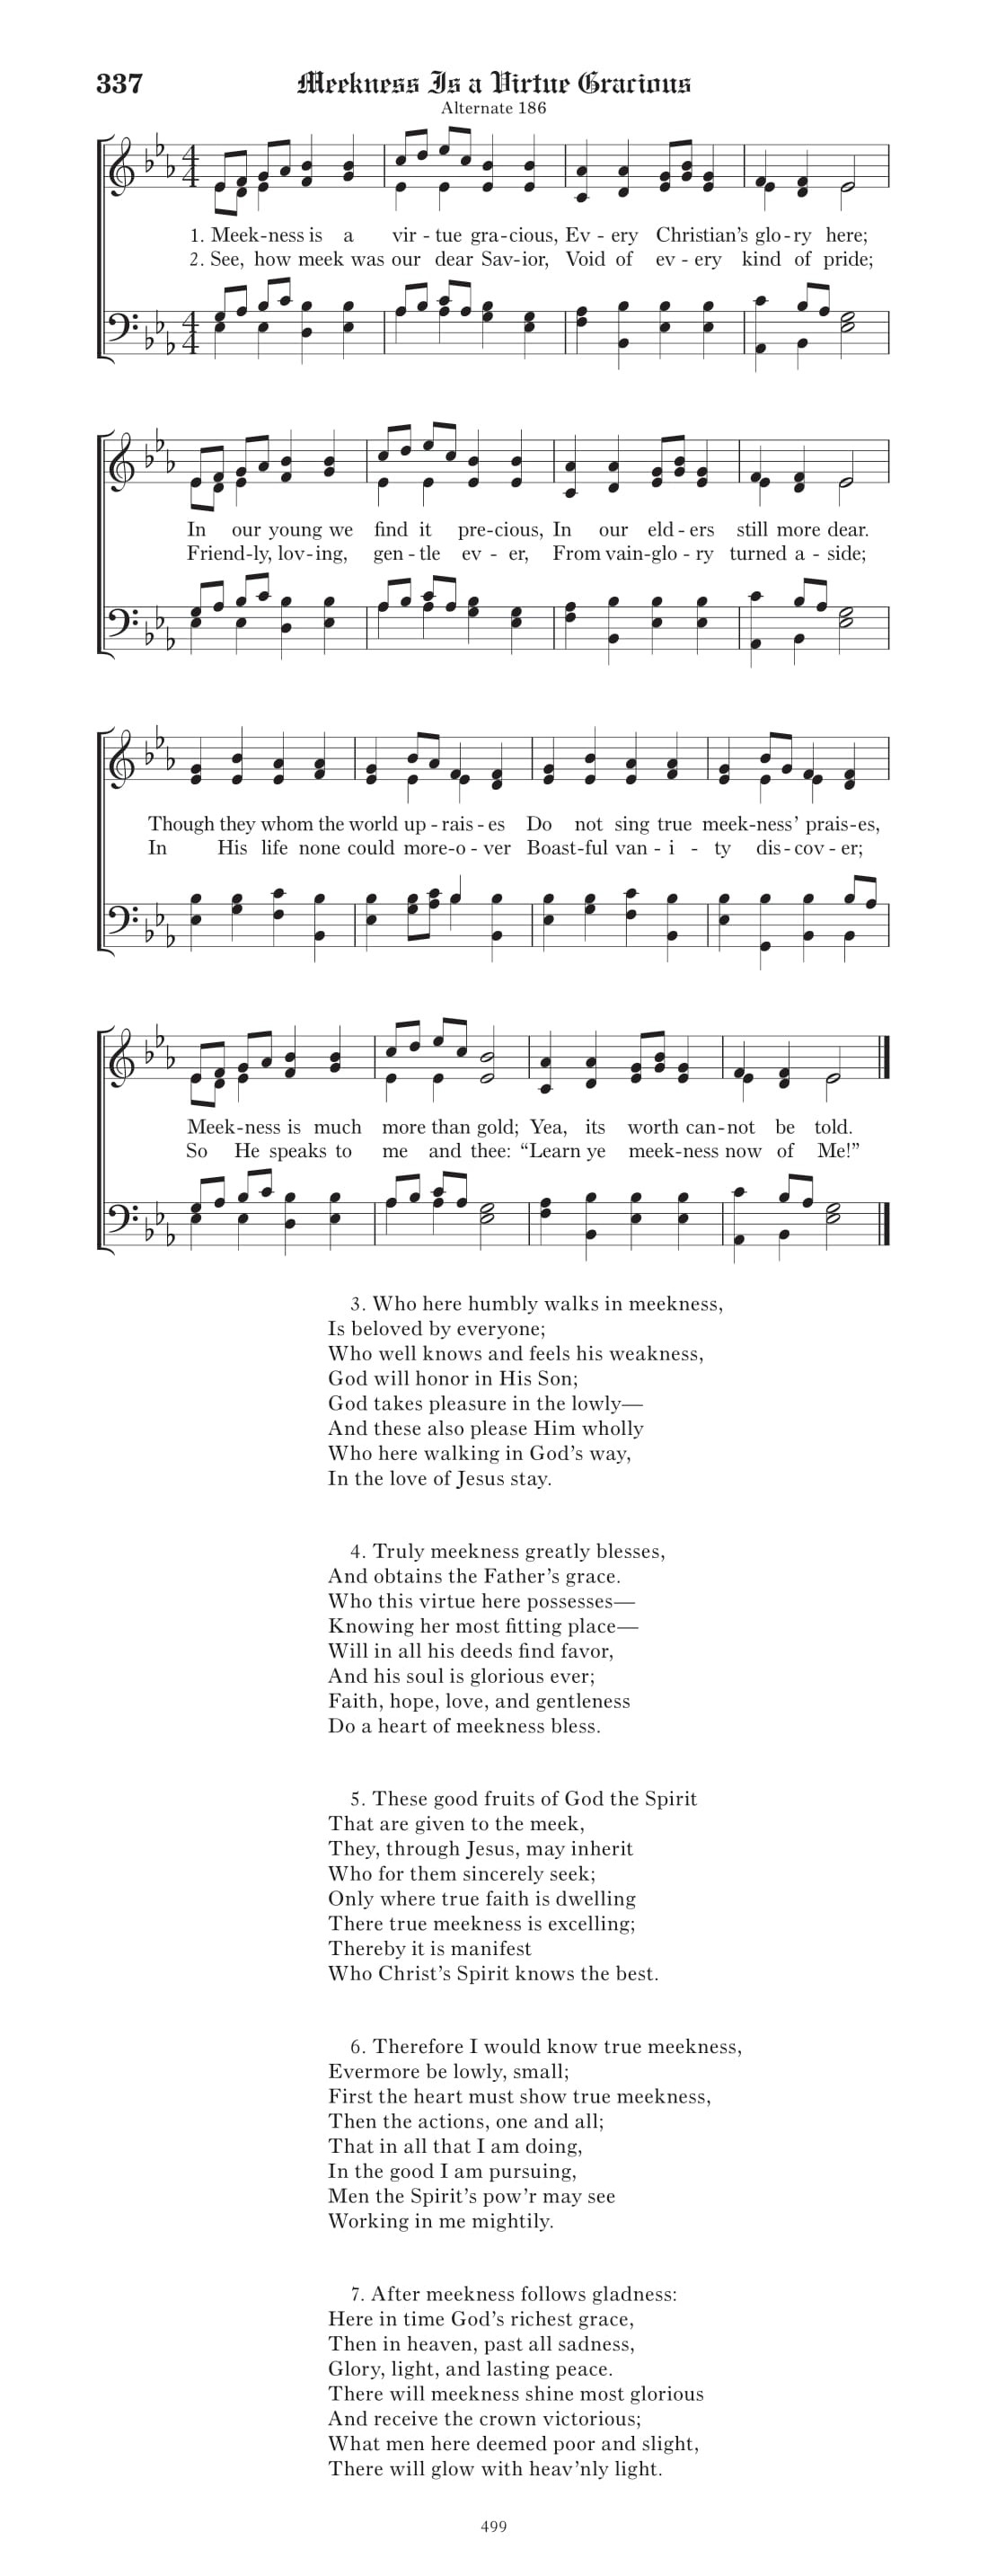 337 Meekness Is a Virtue Gracious
Alternate 186
1. Meek-ness is a vir - tue gra-cious, Ev - ery Christian’s glo-ry here;
2. See, how meek was our dear Sav-ior, Void of ev - ery kind of pride;
In our young we find it pre-cious, In our eld - ers still more dear.
Friend-ly, lov-ing, gen - tle ev - er, From vain-glo - ry turned a - side;
Though they whom the world up - rais - es Do not sing true meek-ness’ prais-es,
In His life none could more-o - ver Boast-ful van - i - ty dis - cov - er;
Meek-ness is much more than gold; Yea, its worth can-not be told.
So He speaks to me and thee: “Learn ye meek-ness now of Me!”
3. Who here humbly walks in meekness,
Is beloved by everyone;
Who well knows and feels his weakness,
God will honor in His Son;
God takes pleasure in the lowly—
And these also please Him wholly
Who here walking in God’s way,
In the love of Jesus stay.
4. Truly meekness greatly blesses,
And obtains the Father’s grace.
Who this virtue here possesses—
Knowing her most fitting place—
Will in all his deeds find favor,
And his soul is glorious ever;
Faith, hope, love, and gentleness
Do a heart of meekness bless.
5. These good fruits of God the Spirit
That are given to the meek,
They, through Jesus, may inherit
Who for them sincerely seek;
Only where true faith is dwelling
There true meekness is excelling;
Thereby it is manifest
Who Christ’s Spirit knows the best.
6. Therefore I would know true meekness,
Evermore be lowly, small;
First the heart must show true meekness,
Then the actions, one and all;
That in all that I am doing,
In the good I am pursuing,
Men the Spirit’s pow’r may see
Working in me mightily.
7. After meekness follows gladness:
Here in time God’s richest grace,
Then in heaven, past all sadness,
Glory, light, and lasting peace.
There will meekness shine most glorious
And receive the crown victorious;
What men here deemed poor and slight,
There will glow with heav’nly light.
499